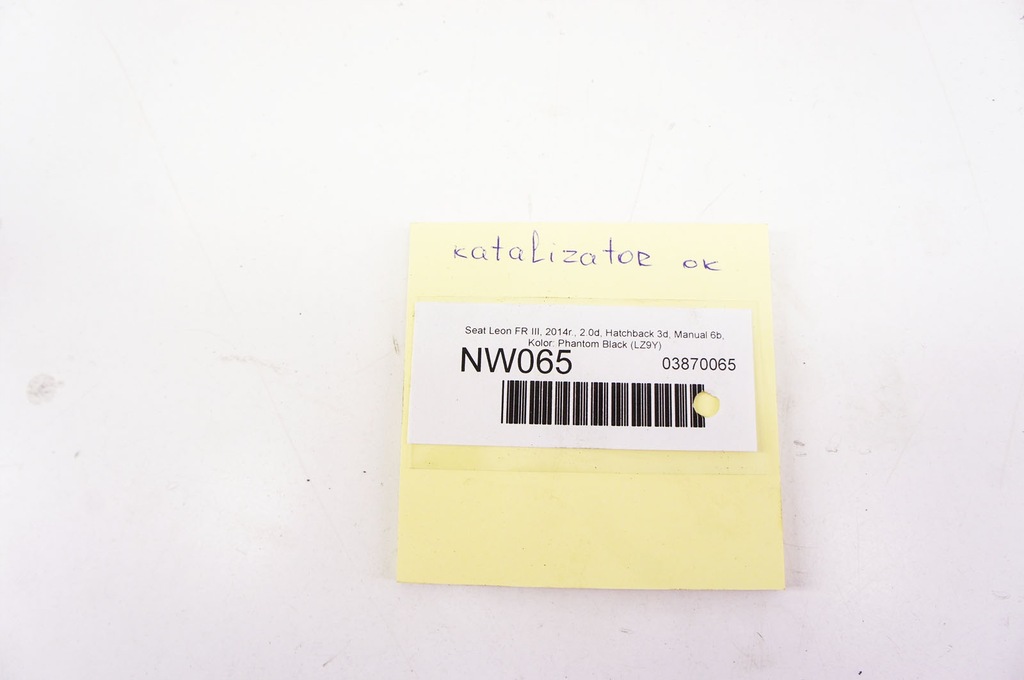 katalizator ok
Seat Leon FR III, 2014r., 2.0d, Hatchback 3d, Manual 6b,
Kolor: Phantom Black (LZ9Y)
NW065 03870065